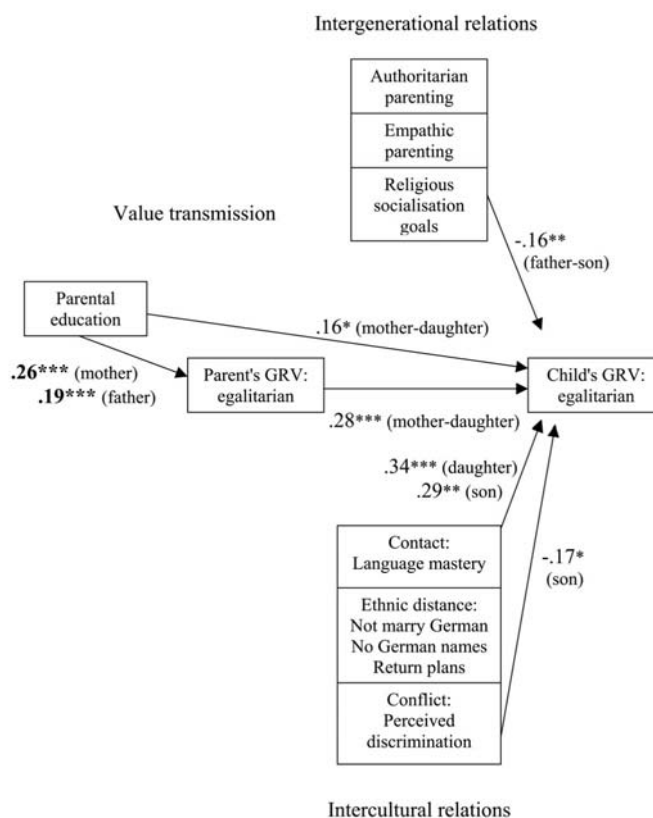 Intergenerational relations
Authoritarian
parenting
Empathic
parenting
Religious
socialisation
goals
Value transmission
-.16**
(father-son)
Parental
education
.16* (mother-daughter)
.26*** (mother)
.19*** (father)
Parent's GRV:
egalitarian
Child's GRV:
egalitarian
.28*** (mother-daughter)
.34*** (daughter)
.29** (son)
Contact:
Language mastery
-.17*
(son)
Ethnic distance:
Not marry German
No German names
Return plans
Conflict:
Perceived
discrimination
Intercultural relations